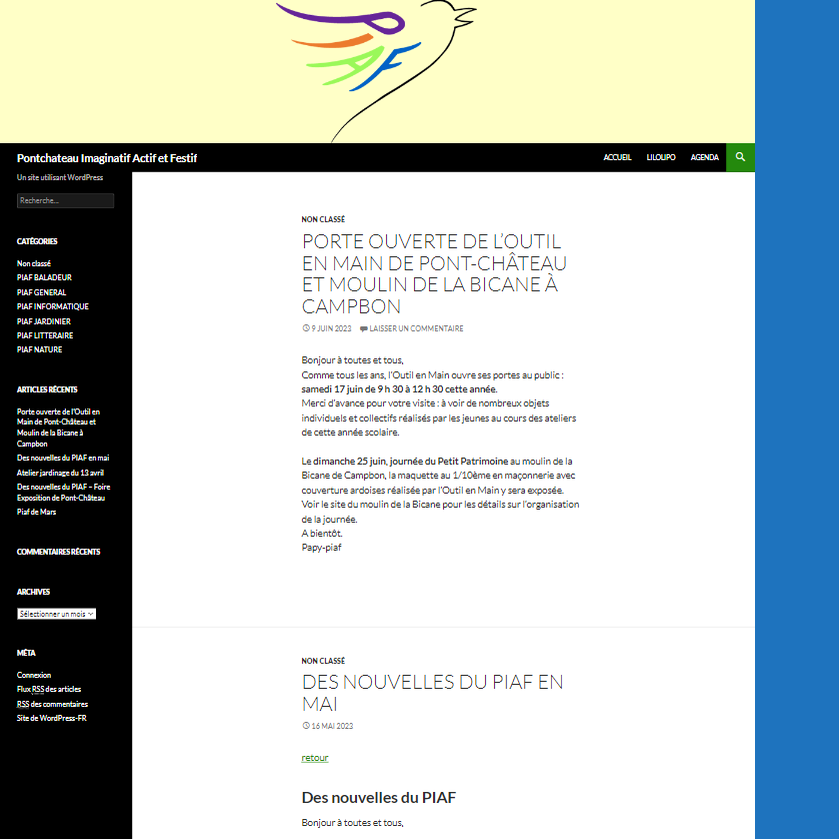 Pontchateau Imaginatif Actif et Festif
ACCUEIL
LILOLIPO
AGENDA
Un site utilisant WordPress
Recherche…
CATÉGORIES
Non classé
PIAF BALADEUR
PIAF GENERAL
PIAF INFORMATIQUE
PIAF JARDINIER
PIAF LITTERAIRE
PIAF NATURE
ARTICLES RÉCENTS
Porte ouverte de l'Outil en
Main de Pont-Château et
Moulin de la Bicane à
Campbon
Des nouvelles du PIAF en mai
Atelier jardinage du 13 avril
Des nouvelles du PIAF – Foire
Exposition de Pont-Château
Piaf de Mars
COMMENTAIRES RÉCENTS
ARCHIVES
Sélectionner un mois
MÉTA
Connexion
Flux RSS des articles
RSS des commentaires
Site de WordPress-FR
NON CLASSÉ
PORTE OUVERTE DE L'OUTIL
EN MAIN DE PONT-CHÂTEAU
ET MOULIN DE LA BICANE À
CAMPBON
9 JUIN 2023 LAISSER UN COMMENTAIRE
Bonjour à toutes et tous,
Comme tous les ans, l'Outil en Main ouvre ses portes au public :
samedi 17 juin de 9 h 30 à 12 h 30 cette année.
Merci d'avance pour votre visite : à voir de nombreux objets
individuels et collectifs réalisés par les jeunes au cours des ateliers
de cette année scolaire.
Le dimanche 25 juin, journée du Petit Patrimoine au moulin de la
Bicane de Campbon, la maquette au 1/10ème en maçonnerie avec
couverture ardoises réalisée par l'Outil en Main y sera exposée.
Voir le site du moulin de la Bicane pour les détails sur l'organisation
de la journée.
A bientôt.
Papy-piaf
NON CLASSÉ
DES NOUVELLES DU PIAF EN
MAI
16 MAI 2023
retour
Des nouvelles du PIAF
Bonjour à toutes et tous,